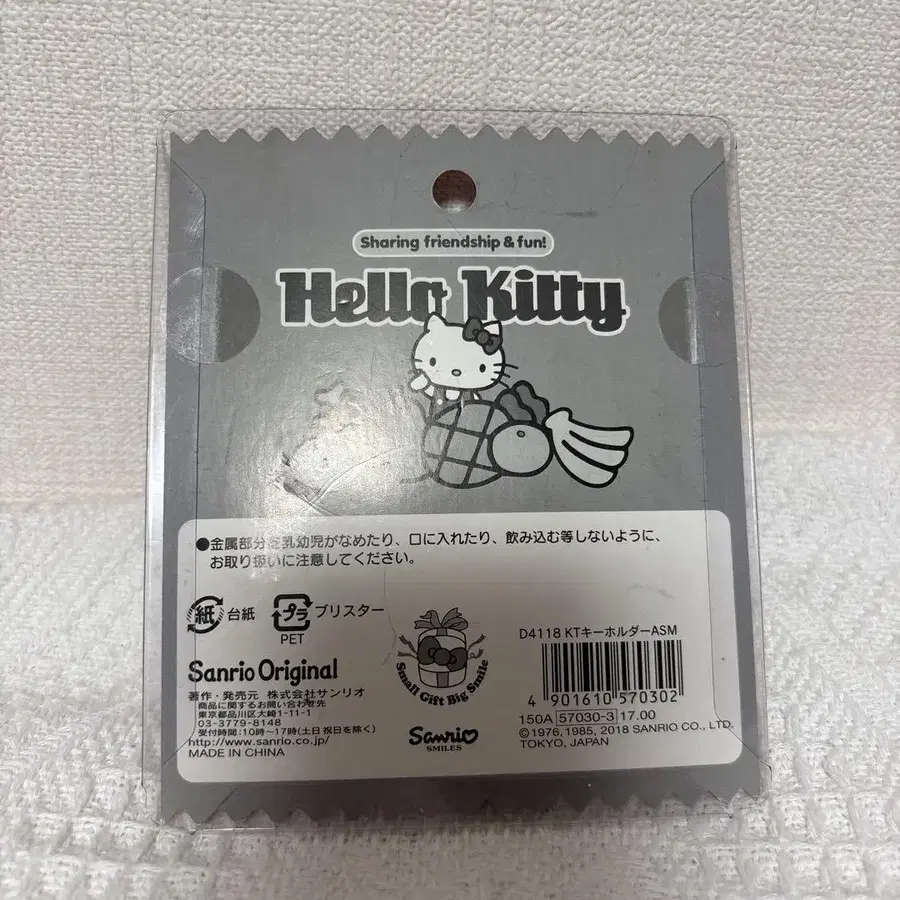 Sharing friendship & fun!
Hello Kitty
●金属部分を乳幼児がなめたり、口に入れたり、飲み込む等しないように、
お取り扱いに注意してください。
紙 台紙 プラ ブリスター
PET
D4118 KTキーホルダーASM
Small Gift Big Smile
Sanrio Original
著作・発売元 株式会社サンリオ
商品に関するお問い合わせ先
東京都品川区大崎1-11-1
03-3779-8148
受付時間:10時〜17時(土日祝日を除く)
http://www.sanrio.co.jp/
MADE IN CHINA
Sanrio
SMILES
4 901610 570302
150A 57030-3 17.00
©1976, 1985, 2018 SANRIO CO., LTD.
TOKYO, JAPAN